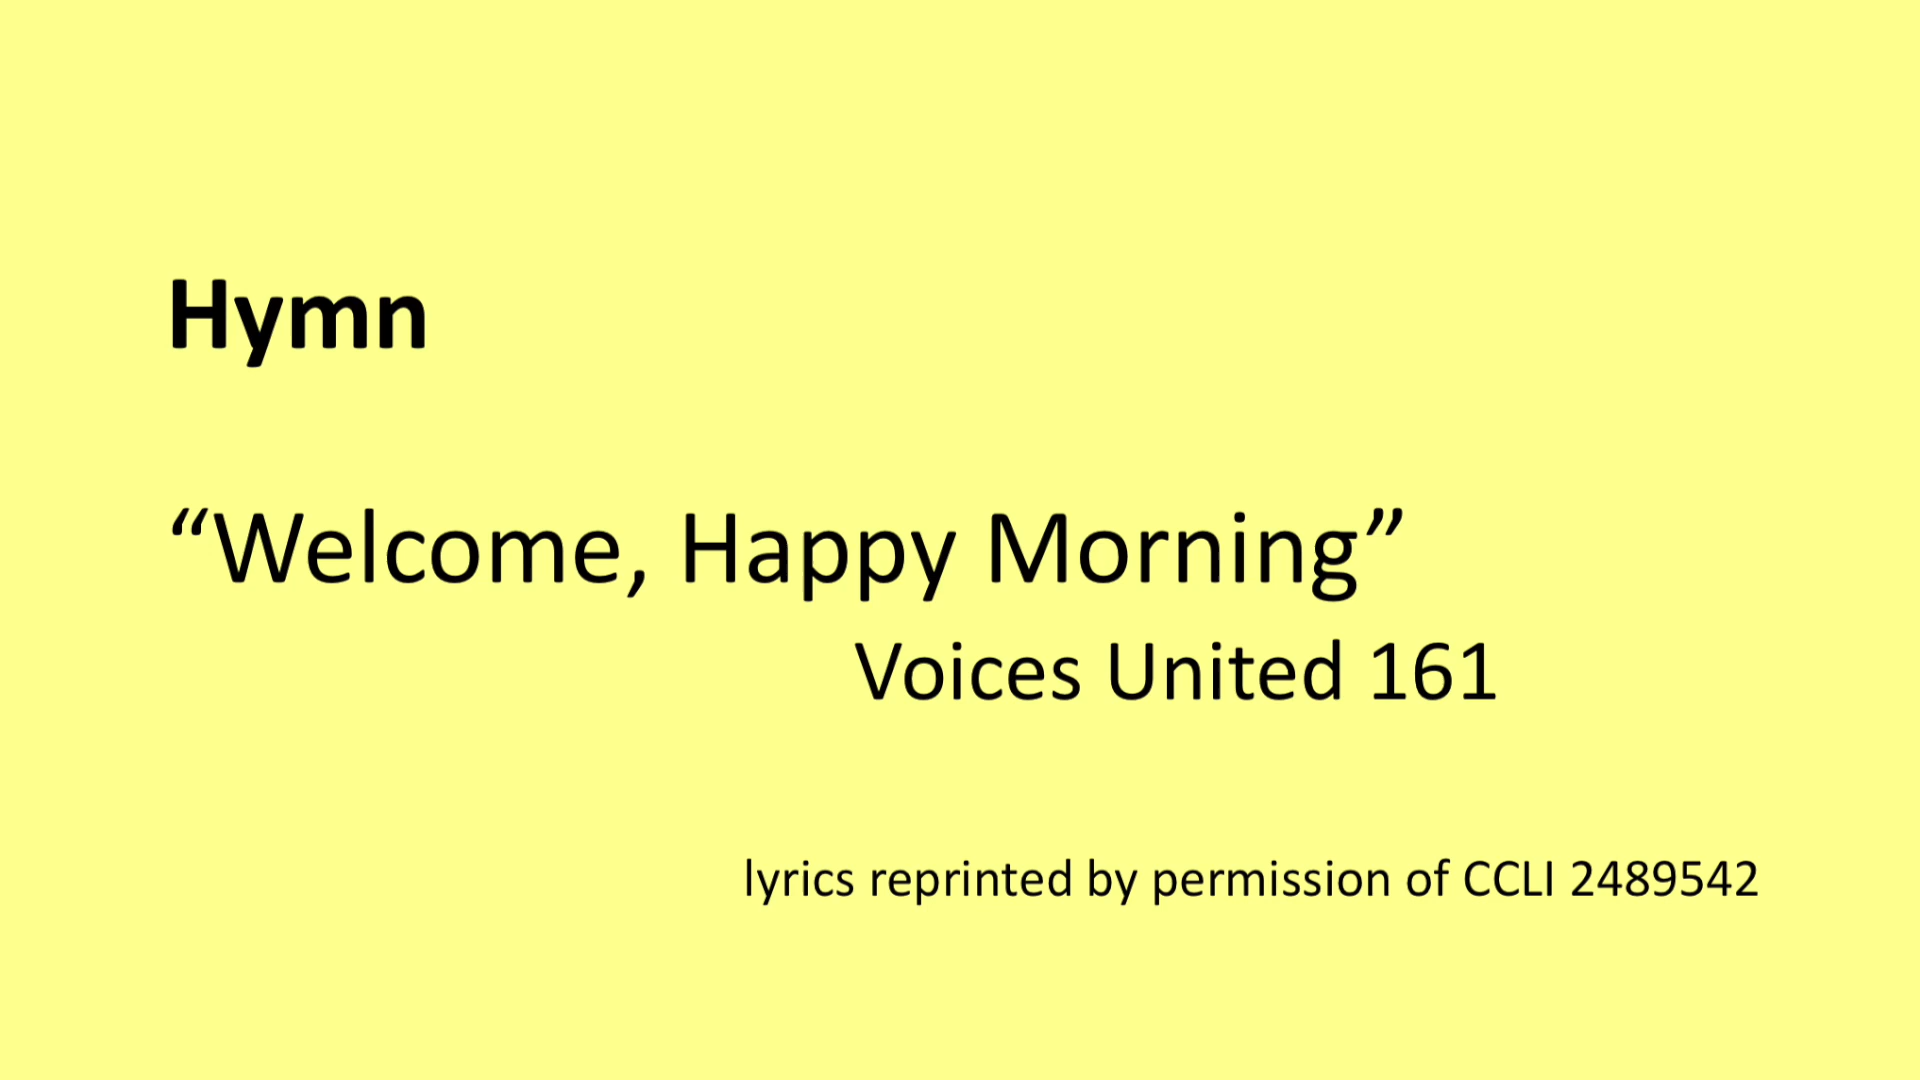 Hymn
“Welcome, Happy Morning”
Voices United 161
lyrics reprinted by permission of CCLI 2489542